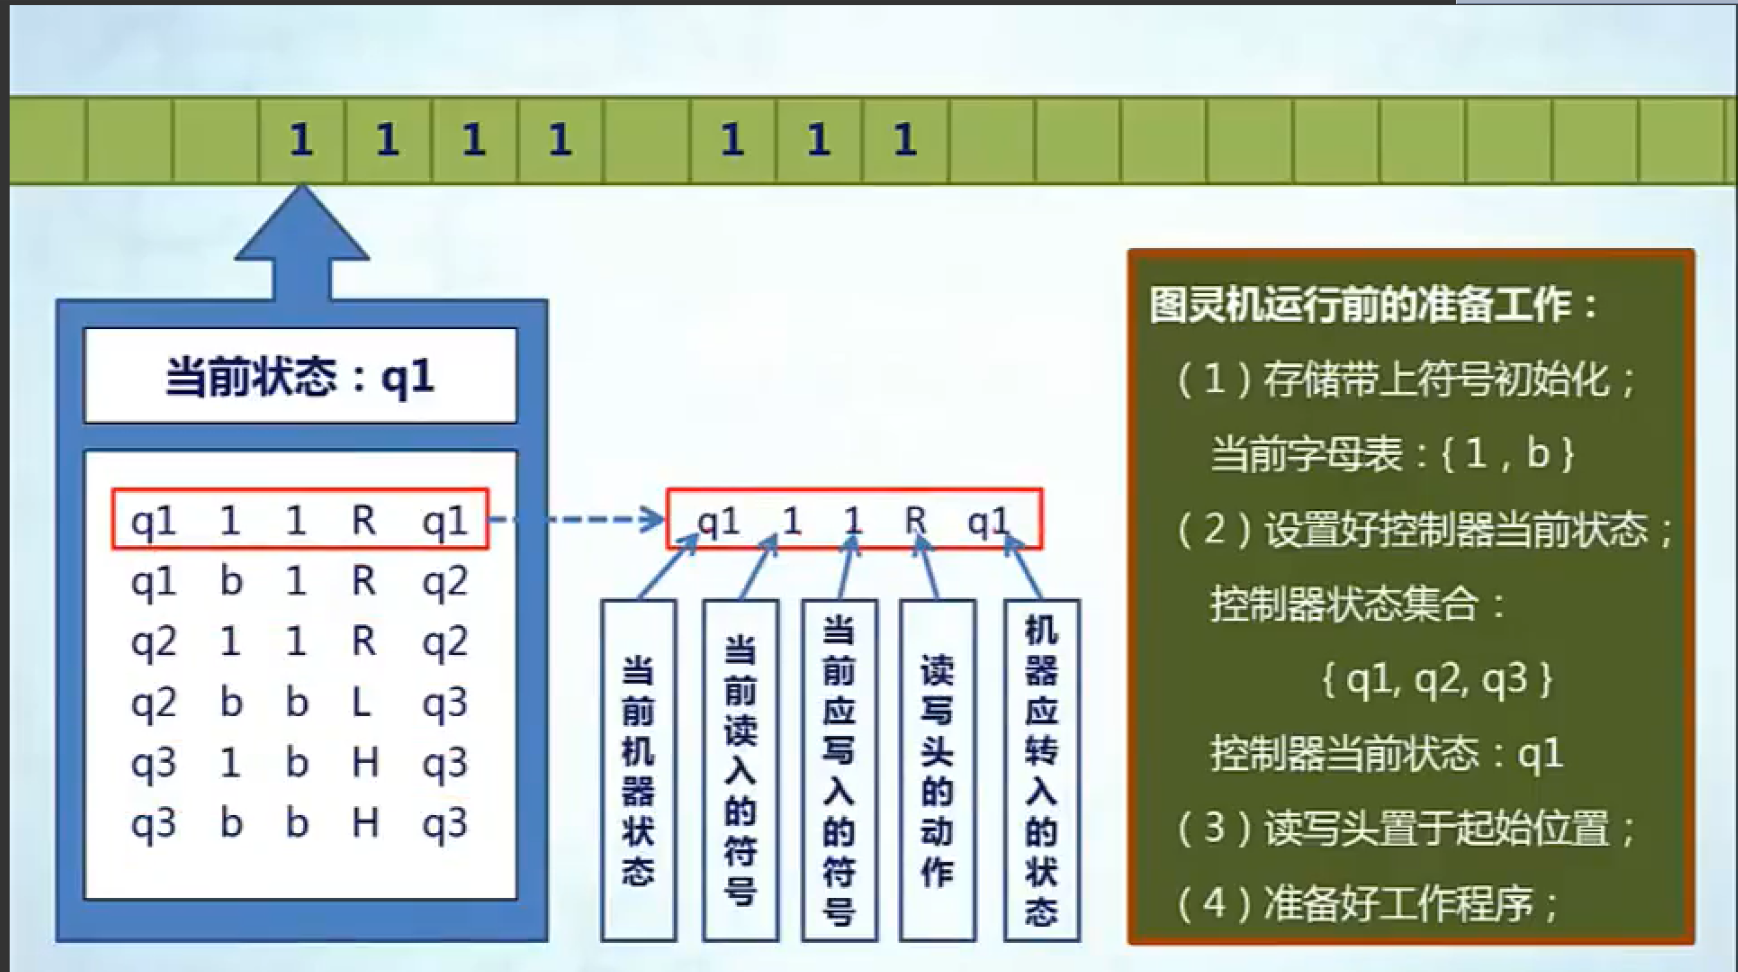 1 1 1 1 1 1 1
当前状态：q1
q1 1 1 R q1
q1 b 1 R q2
q2 1 1 R q2
q2 b b L q3
q3 1 b H q3
q3 b b H q3
q1 1 1 R q1
当前机器状态
当前读入的符号
当前应写入的符号
读写头的动作
机器应转入的状态
图灵机运行前的准备工作：
（1）存储带上符号初始化；
当前字母表：{ 1 , b }
（2）设置好控制器当前状态；
控制器状态集合：
{ q1, q2, q3 }
控制器当前状态：q1
（3）读写头置于起始位置；
（4）准备好工作程序；